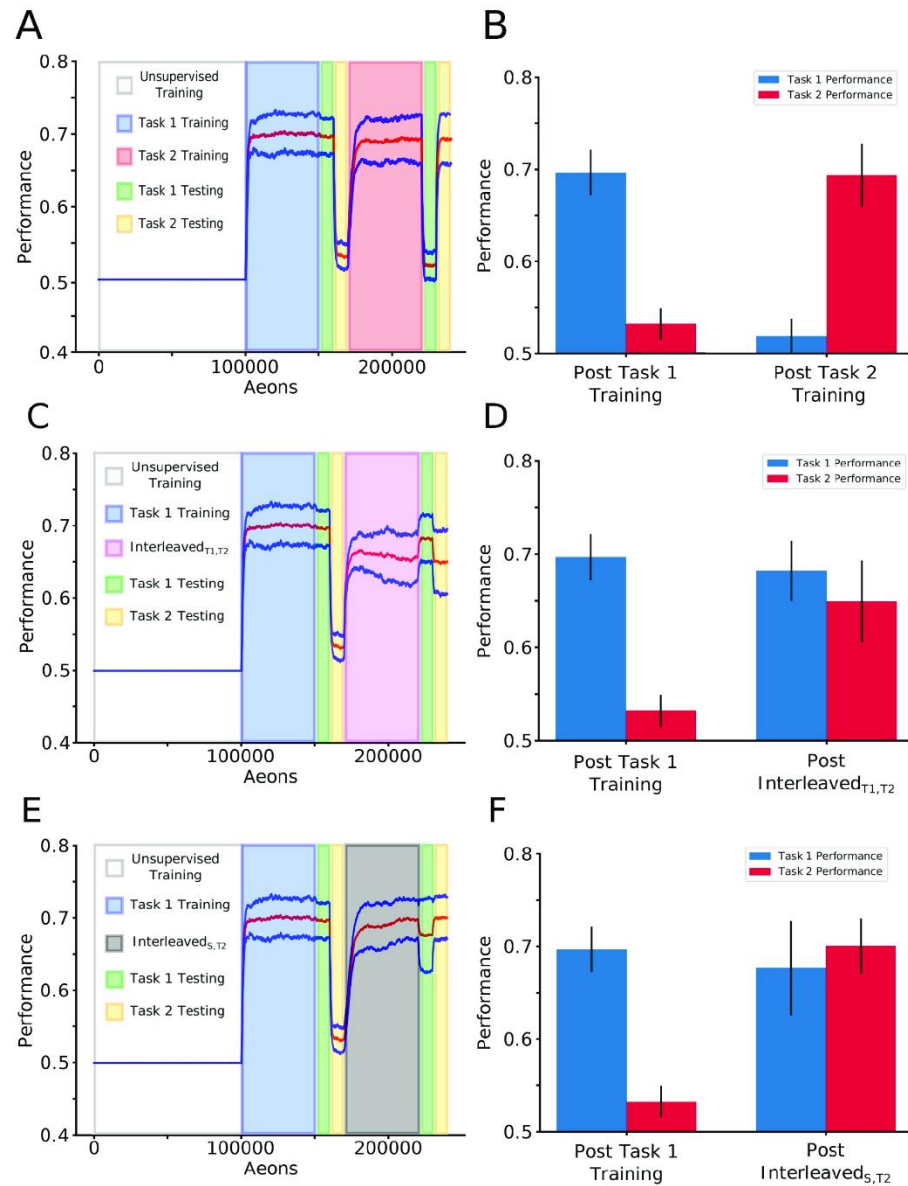 A
0.8
0.7
0.6
0.5
0.4
Performance
Unsupervised
Training
Task 1 Training
Task 2 Training
Task 1 Testing
Task 2 Testing
0
100000
200000
Aeons
B
0.8
0.7
0.6
0.5
Performance
Task 1 Performance
Task 2 Performance
Post Task 1
Training
Post Task 2
Training
C
0.8
0.7
0.6
0.5
0.4
Performance
Unsupervised
Training
Task 1 Training
Interleaved T1,T2
Task 1 Testing
Task 2 Testing
0
100000
200000
Aeons
D
0.8
0.7
0.6
0.5
Performance
Task 1 Performance
Task 2 Performance
Post Task 1
Training
Post
Interleaved T1,T2
E
0.8
0.7
0.6
0.5
0.4
Performance
Unsupervised
Training
Task 1 Training
Interleaved S,T2
Task 1 Testing
Task 2 Testing
0
100000
200000
Aeons
F
0.8
0.7
0.6
0.5
Performance
Task 1 Performance
Task 2 Performance
Post Task 1
Training
Post
Interleaved S,T2